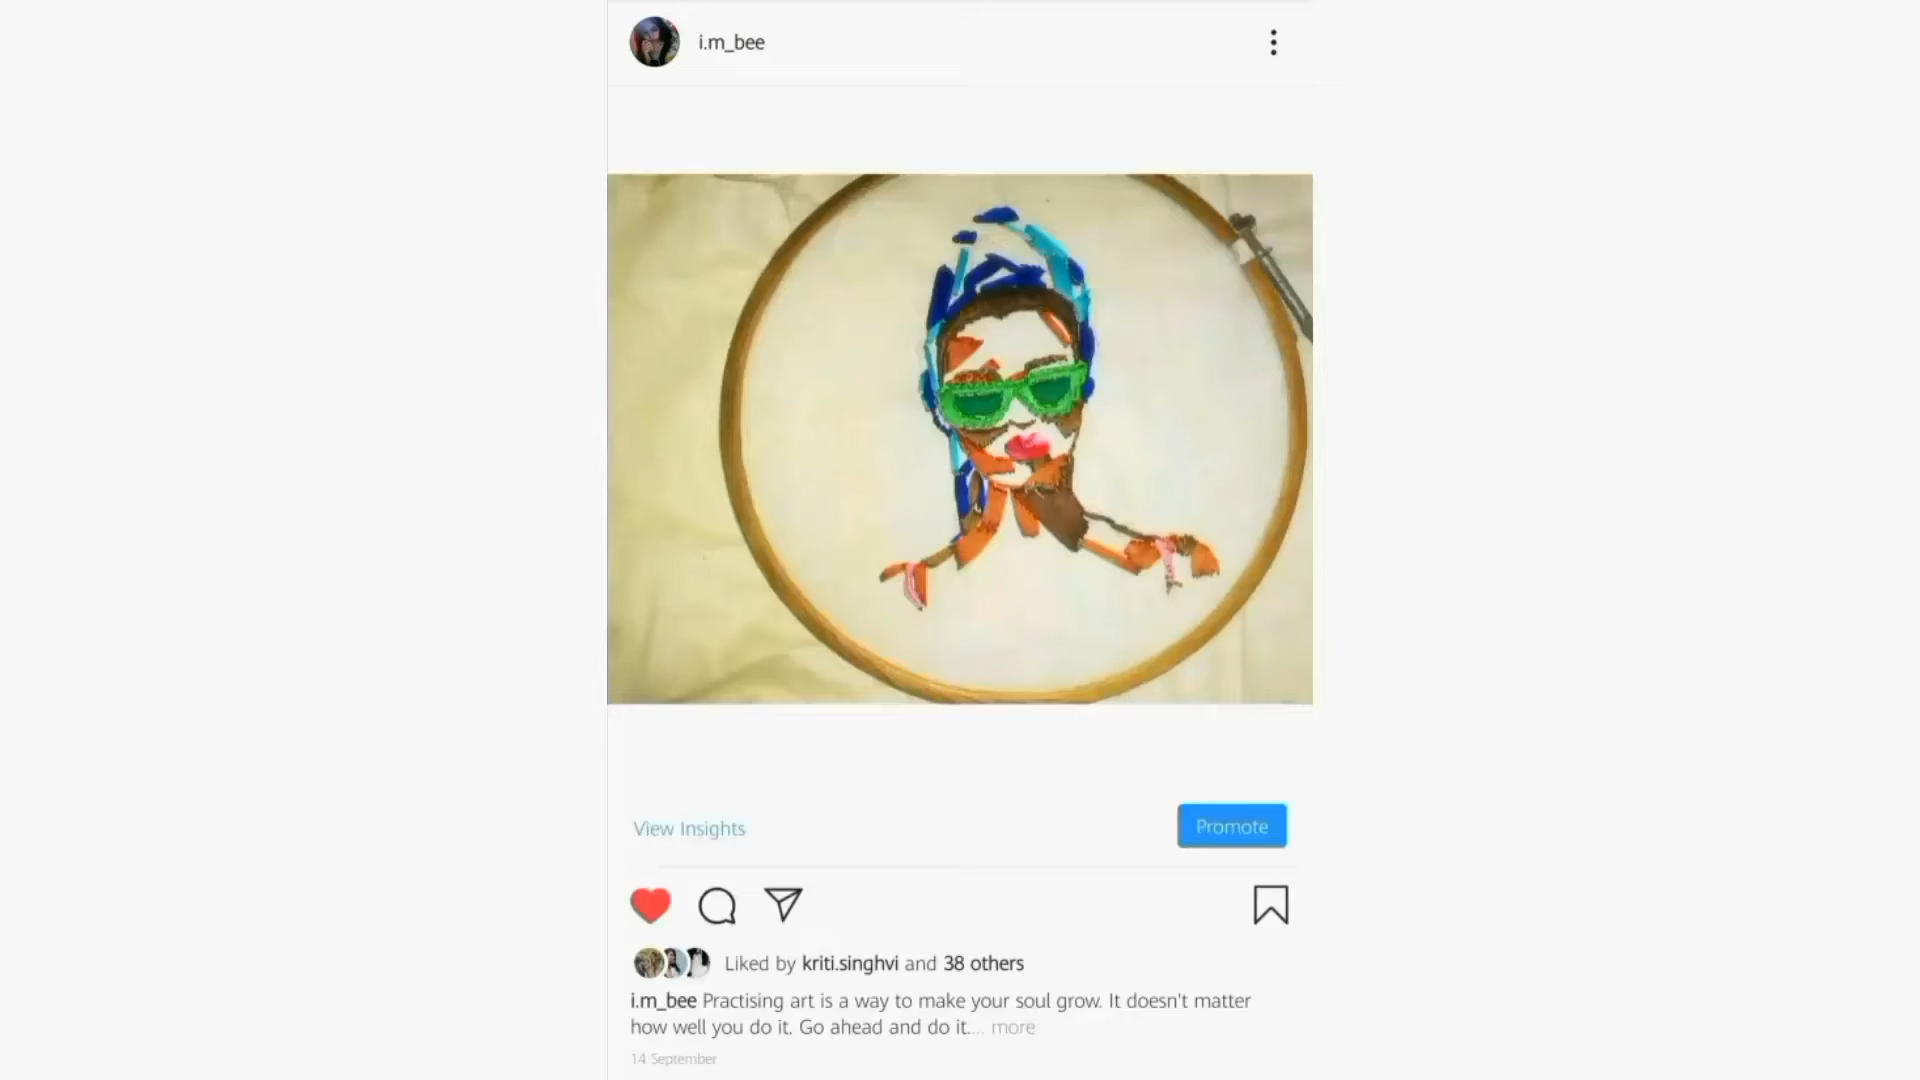 i.m_bee
View Insights
Promote
Liked by kriti.singhvi and 38 others
i.m_bee Practising art is a way to make your soul grow. It doesn't matter
how well you do it. Go ahead and do it.... more
14 September